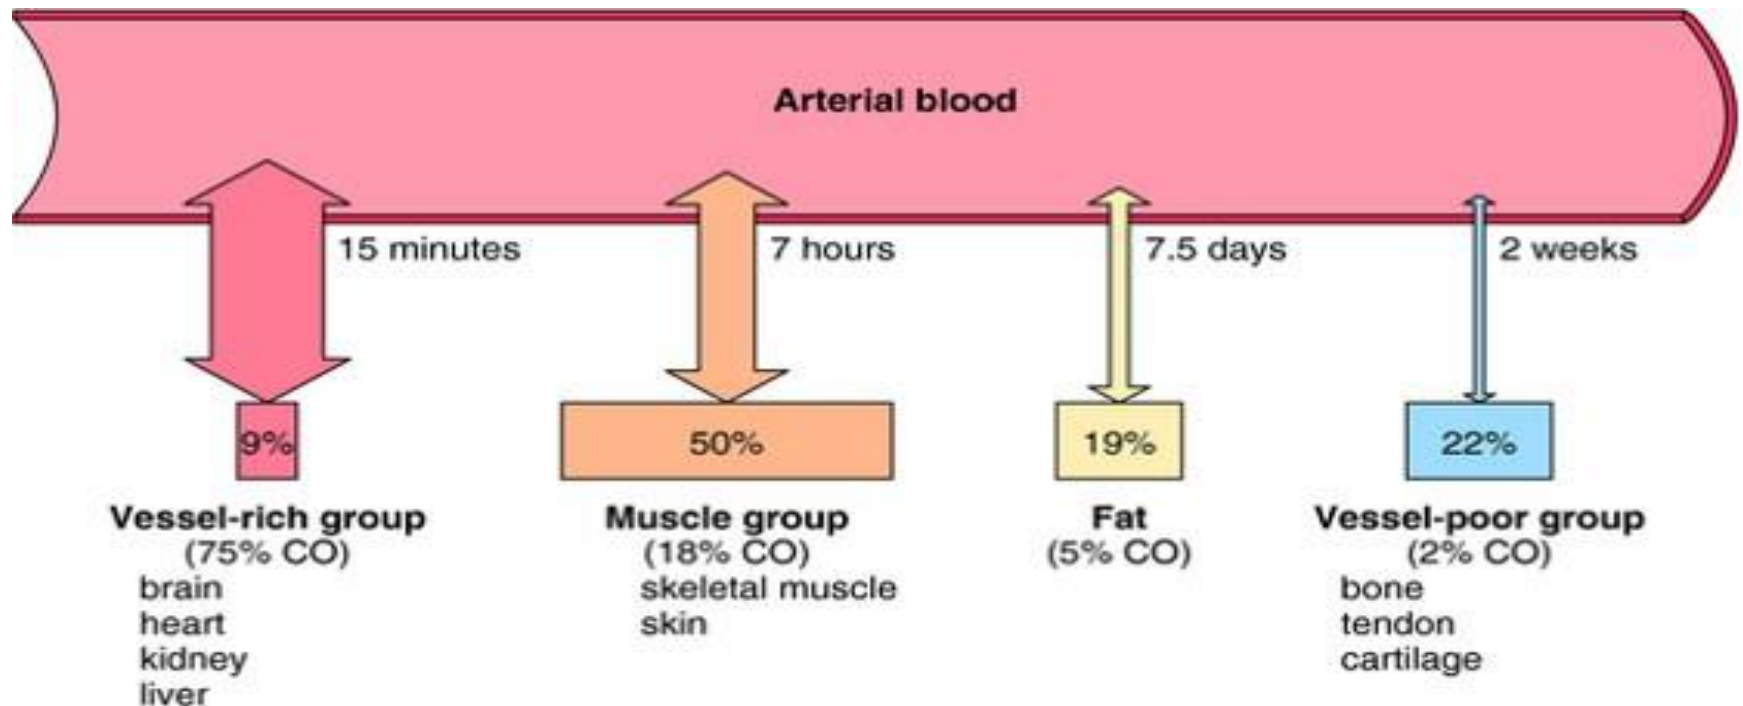 Arterial blood
15 minutes
7 hours
7.5 days
2 weeks
9%
50%
19%
22%
Vessel-rich group
(75% CO)
brain
heart
kidney
liver
Muscle group
(18% CO)
skeletal muscle
skin
Fat
(5% CO)
Vessel-poor group
(2% CO)
bone
tendon
cartilage